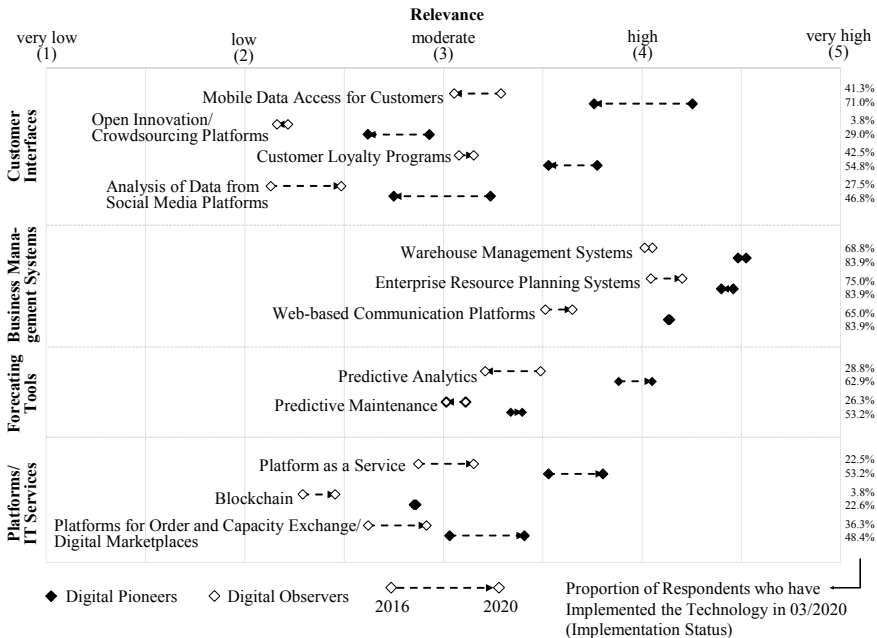 Relevance
very low
(1)
low
(2)
moderate
(3)
high
(4)
very high
(5)
Customer
Interfaces
Mobile Data Access for Customers
41.3%
71.0%
Open Innovation/
Crowdsourcing Platforms
3.8%
29.0%
Customer Loyalty Programs
42.5%
54.8%
Analysis of Data from
Social Media Platforms
27.5%
46.8%
Business Mana-
gement Systems
Warehouse Management Systems
68.8%
83.9%
Enterprise Resource Planning Systems
75.0%
83.9%
Web-based Communication Platforms
65.0%
83.9%
Forecating
Tools
Predictive Analytics
28.8%
62.9%
Predictive Maintenance
26.3%
53.2%
Platforms/
IT Services
Platform as a Service
22.5%
53.2%
Blockchain
3.8%
22.6%
Platforms for Order and Capacity Exchange/
Digital Marketplaces
36.3%
48.4%
Digital Pioneers
Digital Observers
2016
2020
Proportion of Respondents who have
Implemented the Technology in 03/2020
(Implementation Status)